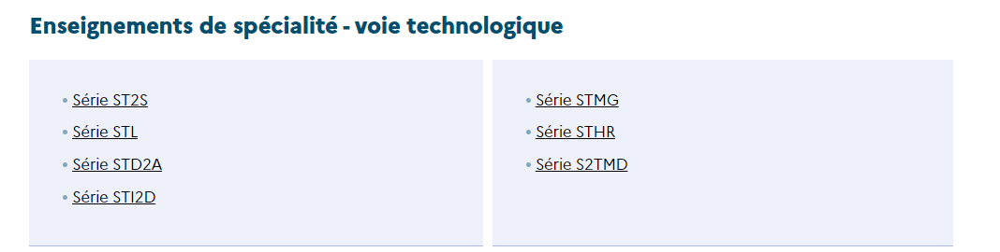 Enseignements de spécialité - voie technologique
• Série ST2S
• Série STL
• Série STD2A
• Série STI2D
• Série STMG
• Série STHR
• Série S2TMD